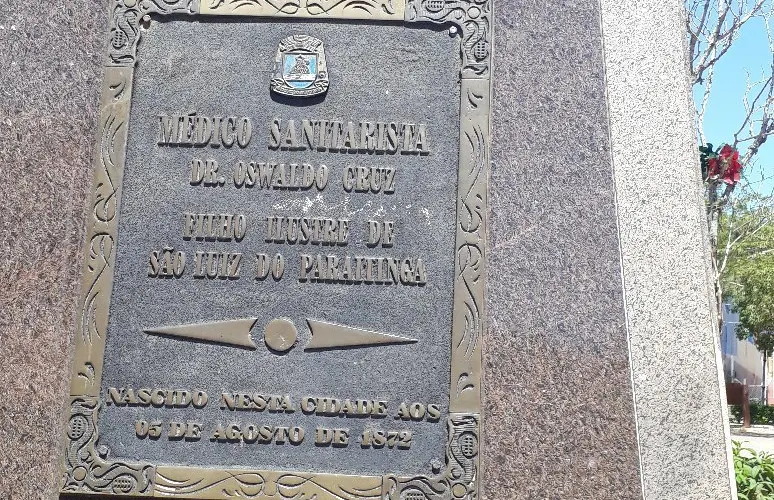 MÉDICO SANITARISTA
DR. OSWALDO CRUZ
FILHO ILUSTRE DE
SÃO LUIZ DO PARAITINGA
NASCIDO NESTA CIDADE AOS
05 DE AGOSTO DE 1872